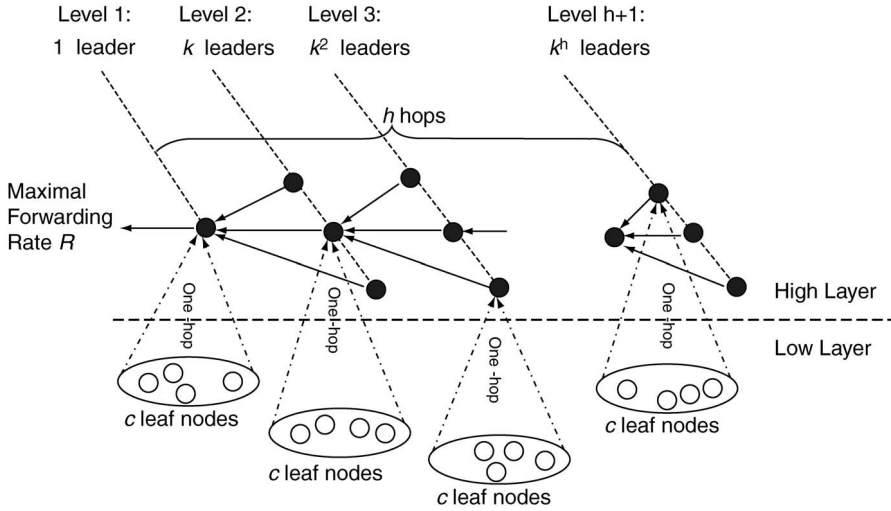 Level 1:
1 leader
Level 2:
k leaders
Level 3:
k² leaders
Level h+1:
kʰ leaders
h hops
Maximal
Forwarding
Rate R
One -hop
One -hop
One -hop
One -hop
High Layer
Low Layer
c leaf nodes
c leaf nodes
c leaf nodes
c leaf nodes